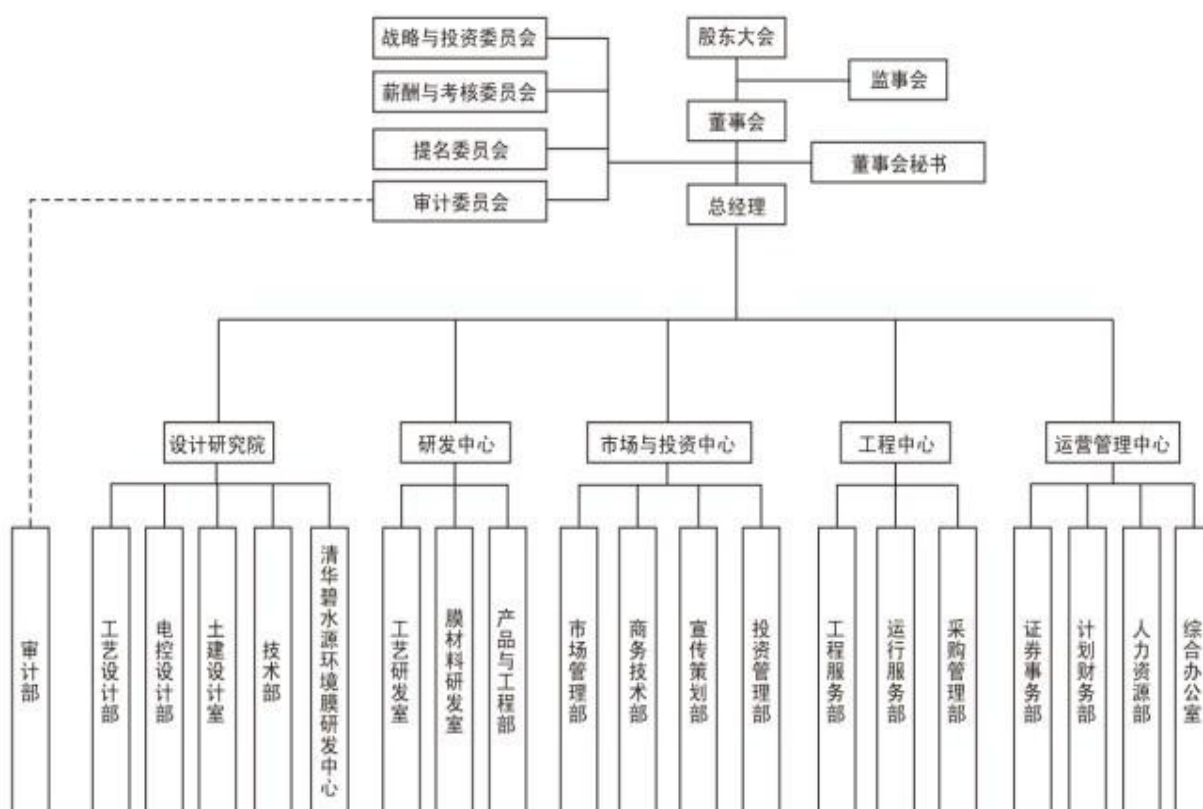 战略与投资委员会
股东大会
监事会
薪酬与考核委员会
董事会
提名委员会
董事会秘书
审计委员会
总经理
设计研究院
研发中心
市场与投资中心
工程中心
运营管理中心
审计部
工艺设计部
电控设计部
土建设计室
技术部
清华碧水源环境膜研发中心
工艺研发室
膜材料研发室
产品与工程部
市场管理部
商务技术部
宣传策划部
投资管理部
工程服务部
运行服务部
采购管理部
证券事务部
计划财务部
人力资源部
综合办公室